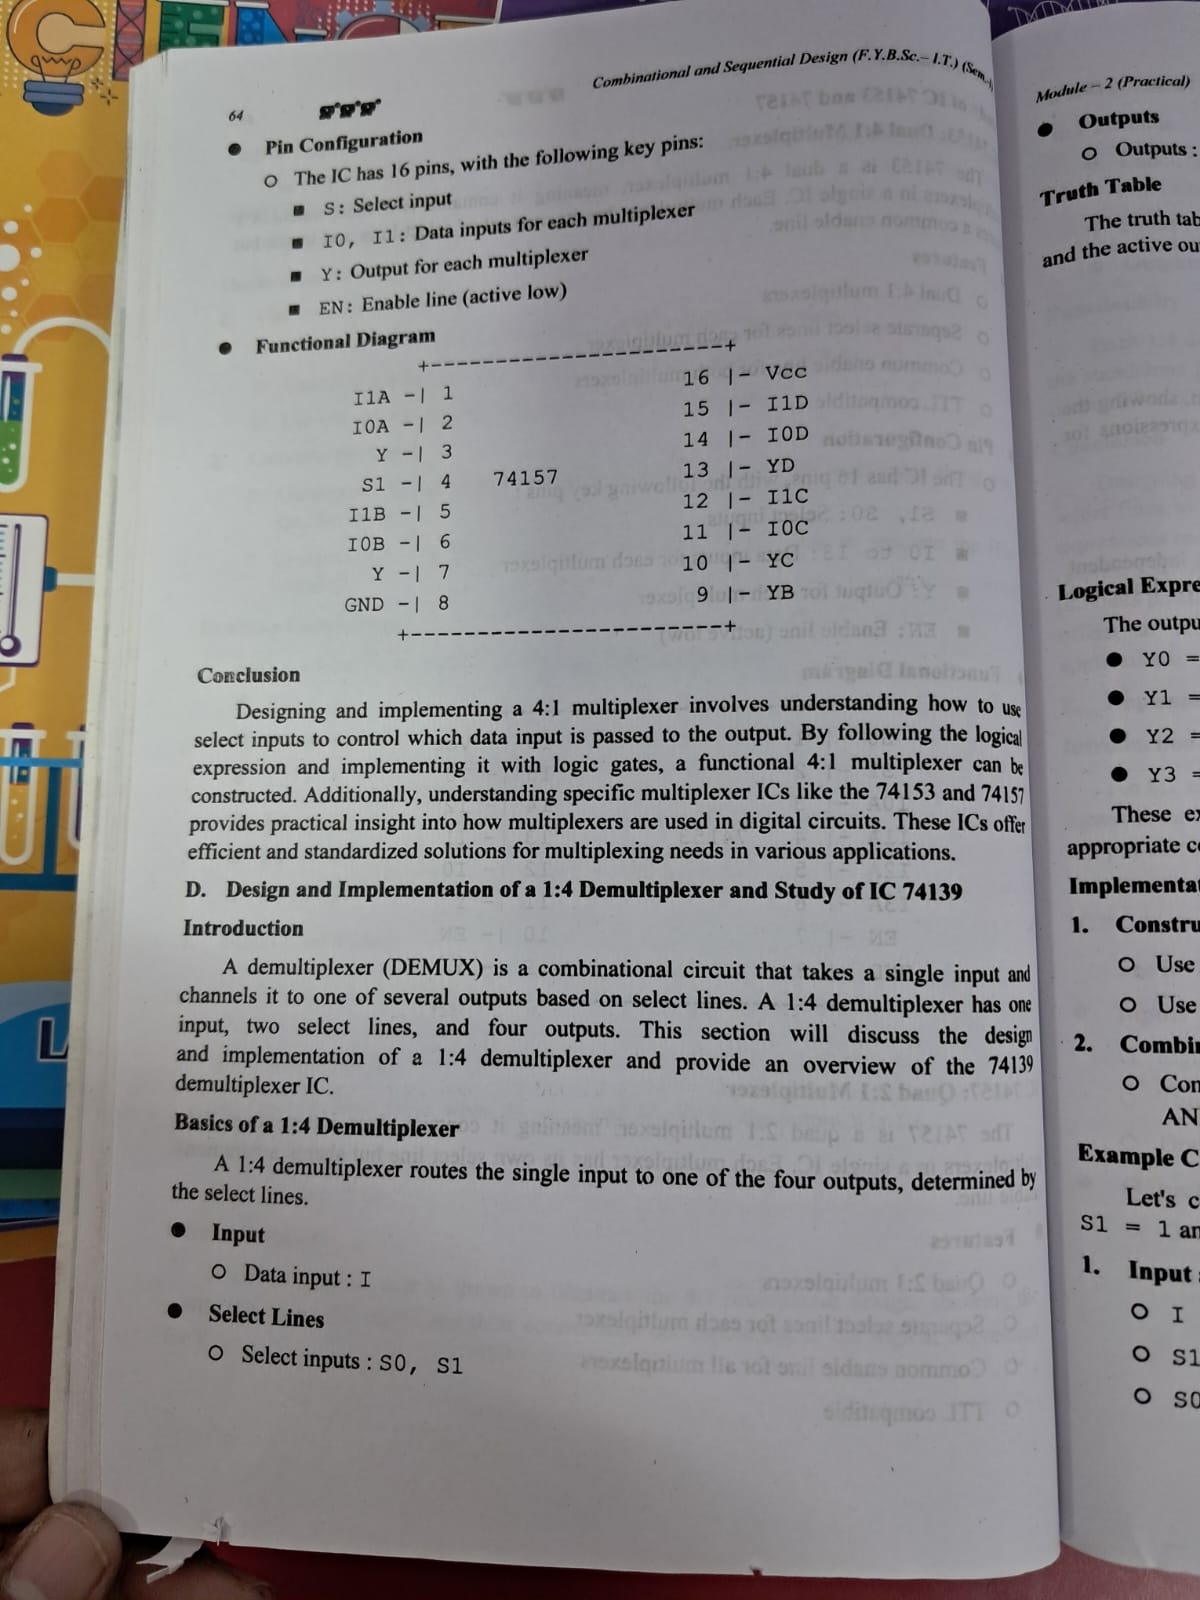 64
Combinational and Sequential Design (F.Y.B.Sc.– I.T.) (Sem.
● Pin Configuration
○ The IC has 16 pins, with the following key pins:
■ S: Select input
■ I0, I1: Data inputs for each multiplexer
■ Y: Output for each multiplexer
■ EN: Enable line (active low)
● Functional Diagram
+-----------------------+
I1A -| 1 16 |- Vcc
I0A -| 2 15 |- I1D
Y -| 3 14 |- I0D
S1 -| 4 74157 13 |- YD
I1B -| 5 12 |- I1C
I0B -| 6 11 |- I0C
Y -| 7 10 |- YC
GND -| 8 9 |- YB
+------------------------+
Conclusion
Designing and implementing a 4:1 multiplexer involves understanding how to use
select inputs to control which data input is passed to the output. By following the logical
expression and implementing it with logic gates, a functional 4:1 multiplexer can be
constructed. Additionally, understanding specific multiplexer ICs like the 74153 and 74157
provides practical insight into how multiplexers are used in digital circuits. These ICs offer
efficient and standardized solutions for multiplexing needs in various applications.
D. Design and Implementation of a 1:4 Demultiplexer and Study of IC 74139
Introduction
A demultiplexer (DEMUX) is a combinational circuit that takes a single input and
channels it to one of several outputs based on select lines. A 1:4 demultiplexer has one
input, two select lines, and four outputs. This section will discuss the design
and implementation of a 1:4 demultiplexer and provide an overview of the 74139
demultiplexer IC.
Basics of a 1:4 Demultiplexer
A 1:4 demultiplexer routes the single input to one of the four outputs, determined by
the select lines.
● Input
○ Data input : I
● Select Lines
○ Select inputs : S0, S1
Module – 2 (Practical)
● Outputs
○ Outputs :
Truth Table
The truth tab
and the active ou
Logical Expre
The outpu
● Y0 =
● Y1 =
● Y2 =
● Y3 =
These ex
appropriate c
Implementat
1. Constru
○ Use
○ Use
2. Combin
○ Con
AN
Example C
Let's c
S1 = 1 an
1. Input
○ I
○ S1
○ S0